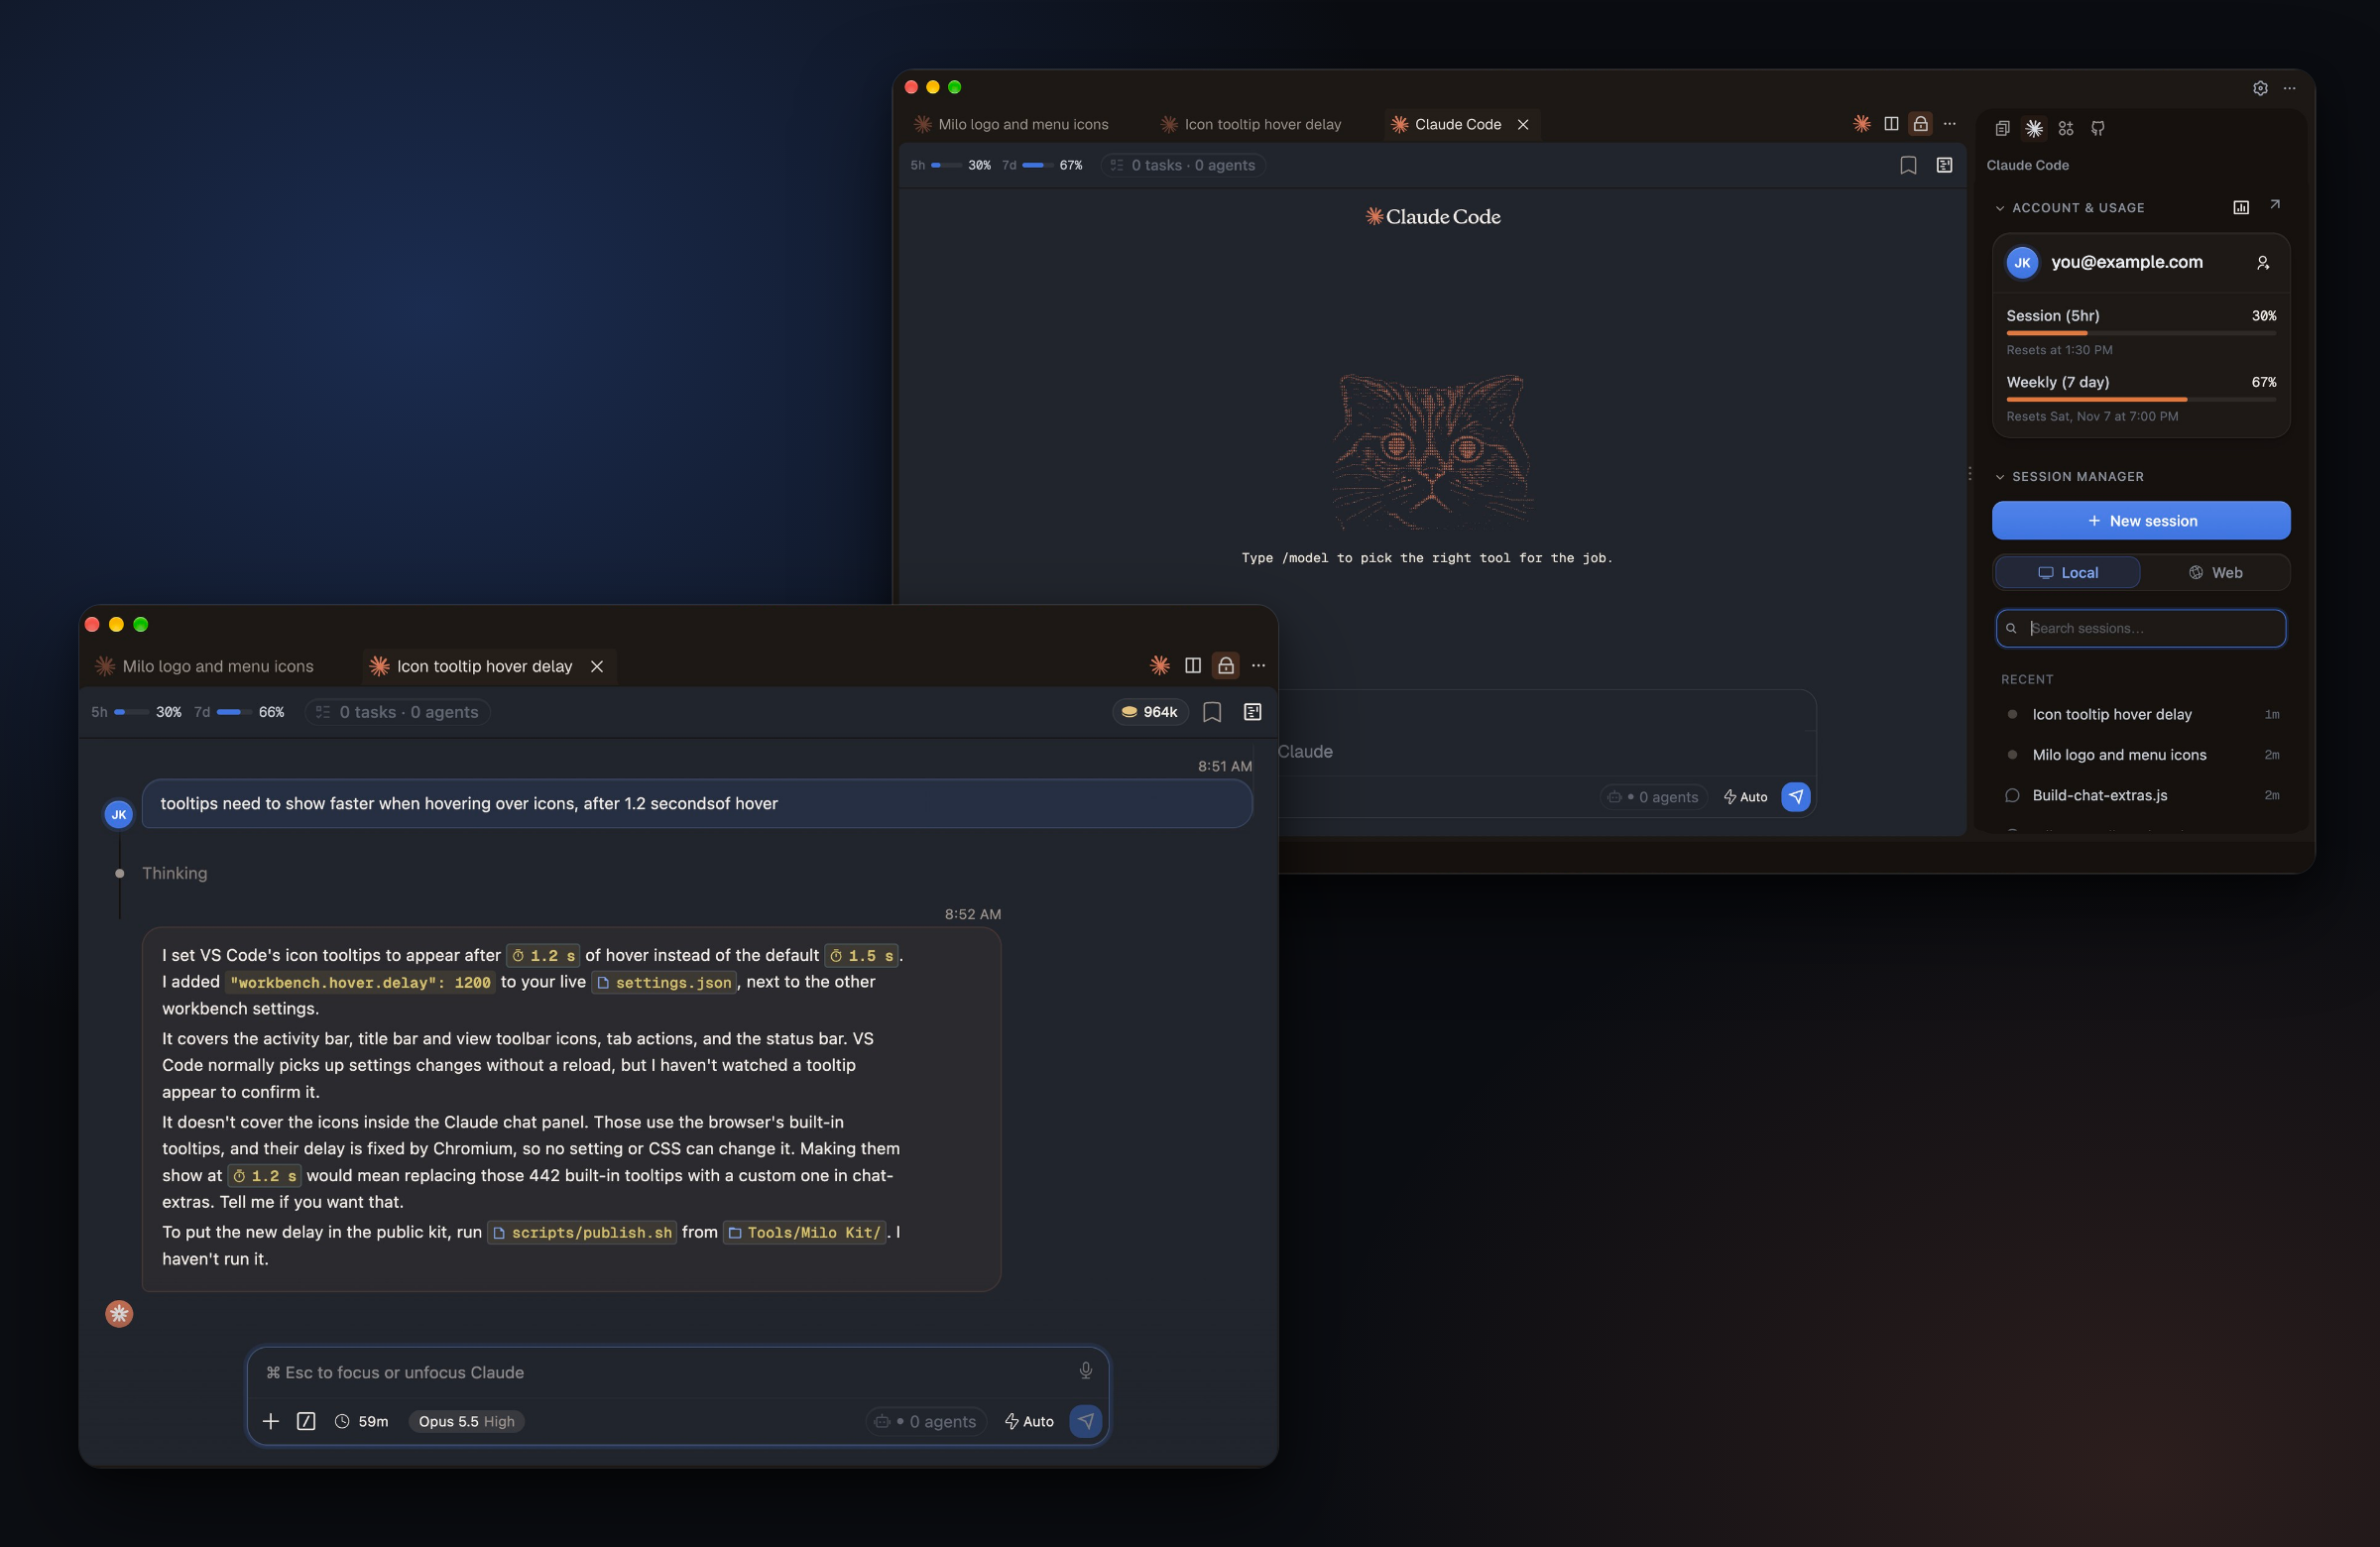 Milo logo and menu icons
Icon tooltip hover delay
Claude Code
5h 30% 7d 67% 0 tasks · 0 agents
Claude Code
Type /model to pick the right tool for the job.
Claude
0 agents Auto
Claude Code
ACCOUNT & USAGE
JK you@example.com
Session (5hr) 30%
Resets at 1:30 PM
Weekly (7 day) 67%
Resets Sat, Nov 7 at 7:00 PM
SESSION MANAGER
+ New session
Local Web
Search sessions...
RECENT
Icon tooltip hover delay 1m
Milo logo and menu icons 2m
Build-chat-extras.js 2m
Milo logo and menu icons
Icon tooltip hover delay
5h 30% 7d 66% 0 tasks · 0 agents 964k
8:51 AM
JK tooltips need to show faster when hovering over icons, after 1.2 secondsof hover
Thinking
8:52 AM
I set VS Code's icon tooltips to appear after 1.2 s of hover instead of the default 1.5 s.
I added "workbench.hover.delay": 1200 to your live settings.json, next to the other
workbench settings.
It covers the activity bar, title bar and view toolbar icons, tab actions, and the status bar. VS
Code normally picks up settings changes without a reload, but I haven't watched a tooltip
appear to confirm it.
It doesn't cover the icons inside the Claude chat panel. Those use the browser's built-in
tooltips, and their delay is fixed by Chromium, so no setting or CSS can change it. Making them
show at 1.2 s would mean replacing those 442 built-in tooltips with a custom one in chat-
extras. Tell me if you want that.
To put the new delay in the public kit, run scripts/publish.sh from Tools/Milo Kit/. I
haven't run it.
⌘ Esc to focus or unfocus Claude
59m Opus 5.5 High 0 agents Auto